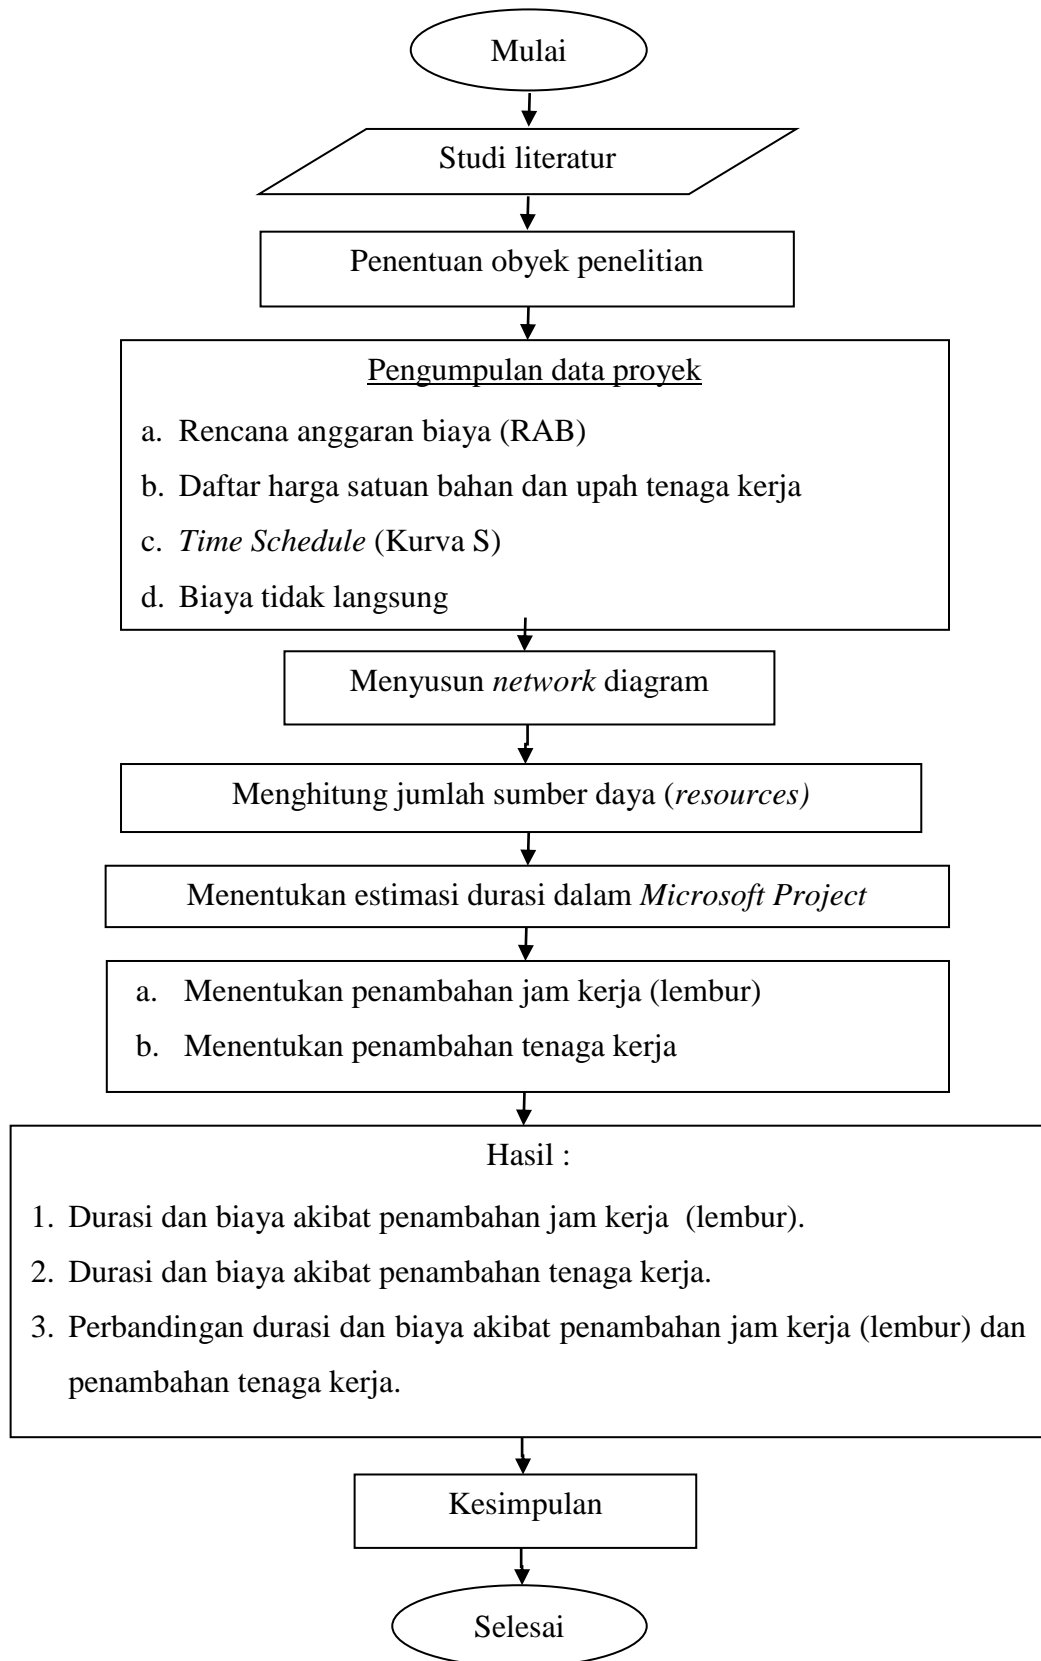 Mulai
Studi literatur
Penentuan obyek penelitian
Pengumpulan data proyek
a. Rencana anggaran biaya (RAB)
b. Daftar harga satuan bahan dan upah tenaga kerja
c. Time Schedule (Kurva S)
d. Biaya tidak langsung
Menyusun network diagram
Menghitung jumlah sumber daya (resources)
Menentukan estimasi durasi dalam Microsoft Project
a. Menentukan penambahan jam kerja (lembur)
b. Menentukan penambahan tenaga kerja
Hasil :
1. Durasi dan biaya akibat penambahan jam kerja (lembur).
2. Durasi dan biaya akibat penambahan tenaga kerja.
3. Perbandingan durasi dan biaya akibat penambahan jam kerja (lembur) dan
penambahan tenaga kerja.
Kesimpulan
Selesai